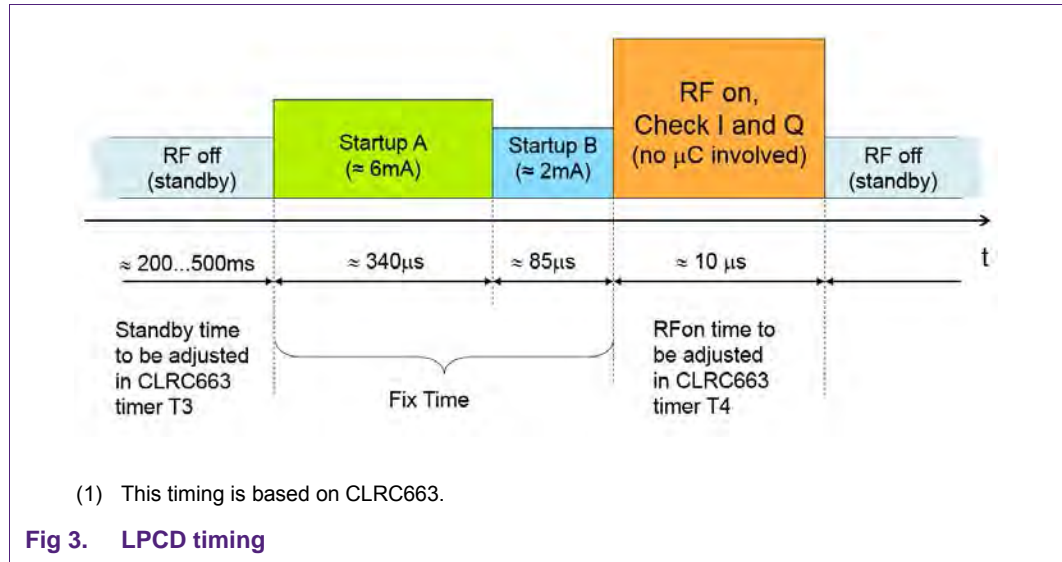 RF off
(standby)
Startup A
(≈ 6mA)
Startup B
(≈ 2mA)
RF on,
Check I and Q
(no μC involved)
RF off
(standby)
t
≈ 200...500ms
≈ 340μs
≈ 85μs
≈ 10 μs
Standby time
to be adjusted
in CLRC663
timer T3
Fix Time
RFon time to
be adjusted
in CLRC663
timer T4
(1) This timing is based on CLRC663.
Fig 3. LPCD timing